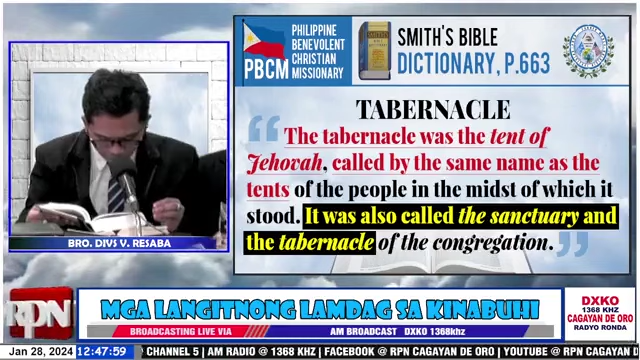 PBCM
PHILIPPINE
BENEVOLENT
CHRISTIAN
MISSIONARY
SMITH'S BIBLE
DICTIONARY, P.663
TABERNACLE
“The tabernacle was the tent of
Jehovah, called by the same name as the
tents of the people in the midst of which it
stood. It was also called the sanctuary and
the tabernacle of the congregation.”
BRO. DIVS V. RESABA
RPN
MGA LANGITNONG LAMDAG SA KINABUHI
BROADCASTING LIVE VIA AM BROADCAST DXKO 1368khz
DXKO
1368 KHZ
CAGAYAN DE ORO
RADYO RONDA
Jan 28, 2024 12:47:59 CHANNEL 5 | AM RADIO @ 1368 KHZ | FACEBOOK @ RPN CAGAYAN DE ORO | YOUTUBE @ RPN CAGAYAN D